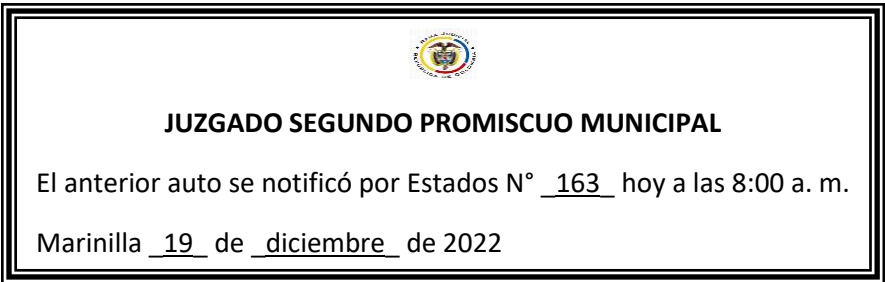 JUZGADO SEGUNDO PROMISCUO MUNICIPAL
El anterior auto se notificó por Estados N° _163_ hoy a las 8:00 a. m.
Marinilla _19_ de _diciembre_ de 2022